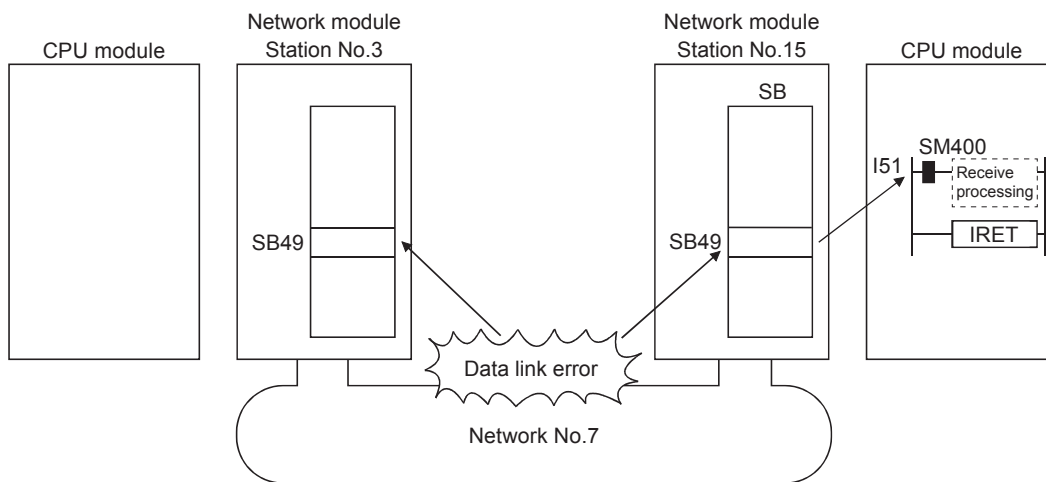 CPU module
Network module
Station No.3
Network module
Station No.15
CPU module
SB
SM400
I51
Receive
processing
SB49
SB49
IRET
Data link error
Network No.7